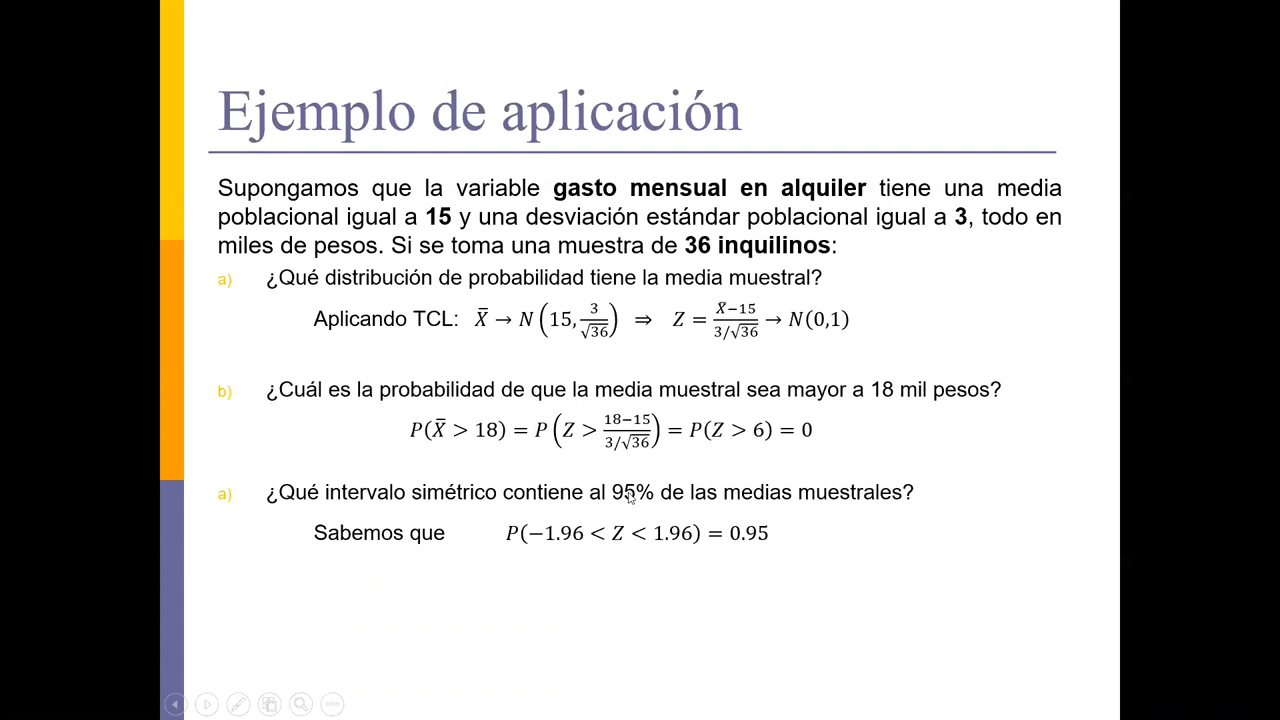 Ejemplo de aplicación
Supongamos que la variable gasto mensual en alquiler tiene una media
poblacional igual a 15 y una desviación estándar poblacional igual a 3, todo en
miles de pesos. Si se toma una muestra de 36 inquilinos:
a) ¿Qué distribución de probabilidad tiene la media muestral?
Aplicando TCL: X̄ → N(15, 3/√36) ⇒ Z = (X̄−15)/(3/√36) → N(0,1)
b) ¿Cuál es la probabilidad de que la media muestral sea mayor a 18 mil pesos?
P(X̄ > 18) = P(Z > (18−15)/(3/√36)) = P(Z > 6) = 0
a) ¿Qué intervalo simétrico contiene al 95% de las medias muestrales?
Sabemos que P(−1.96 < Z < 1.96) = 0.95